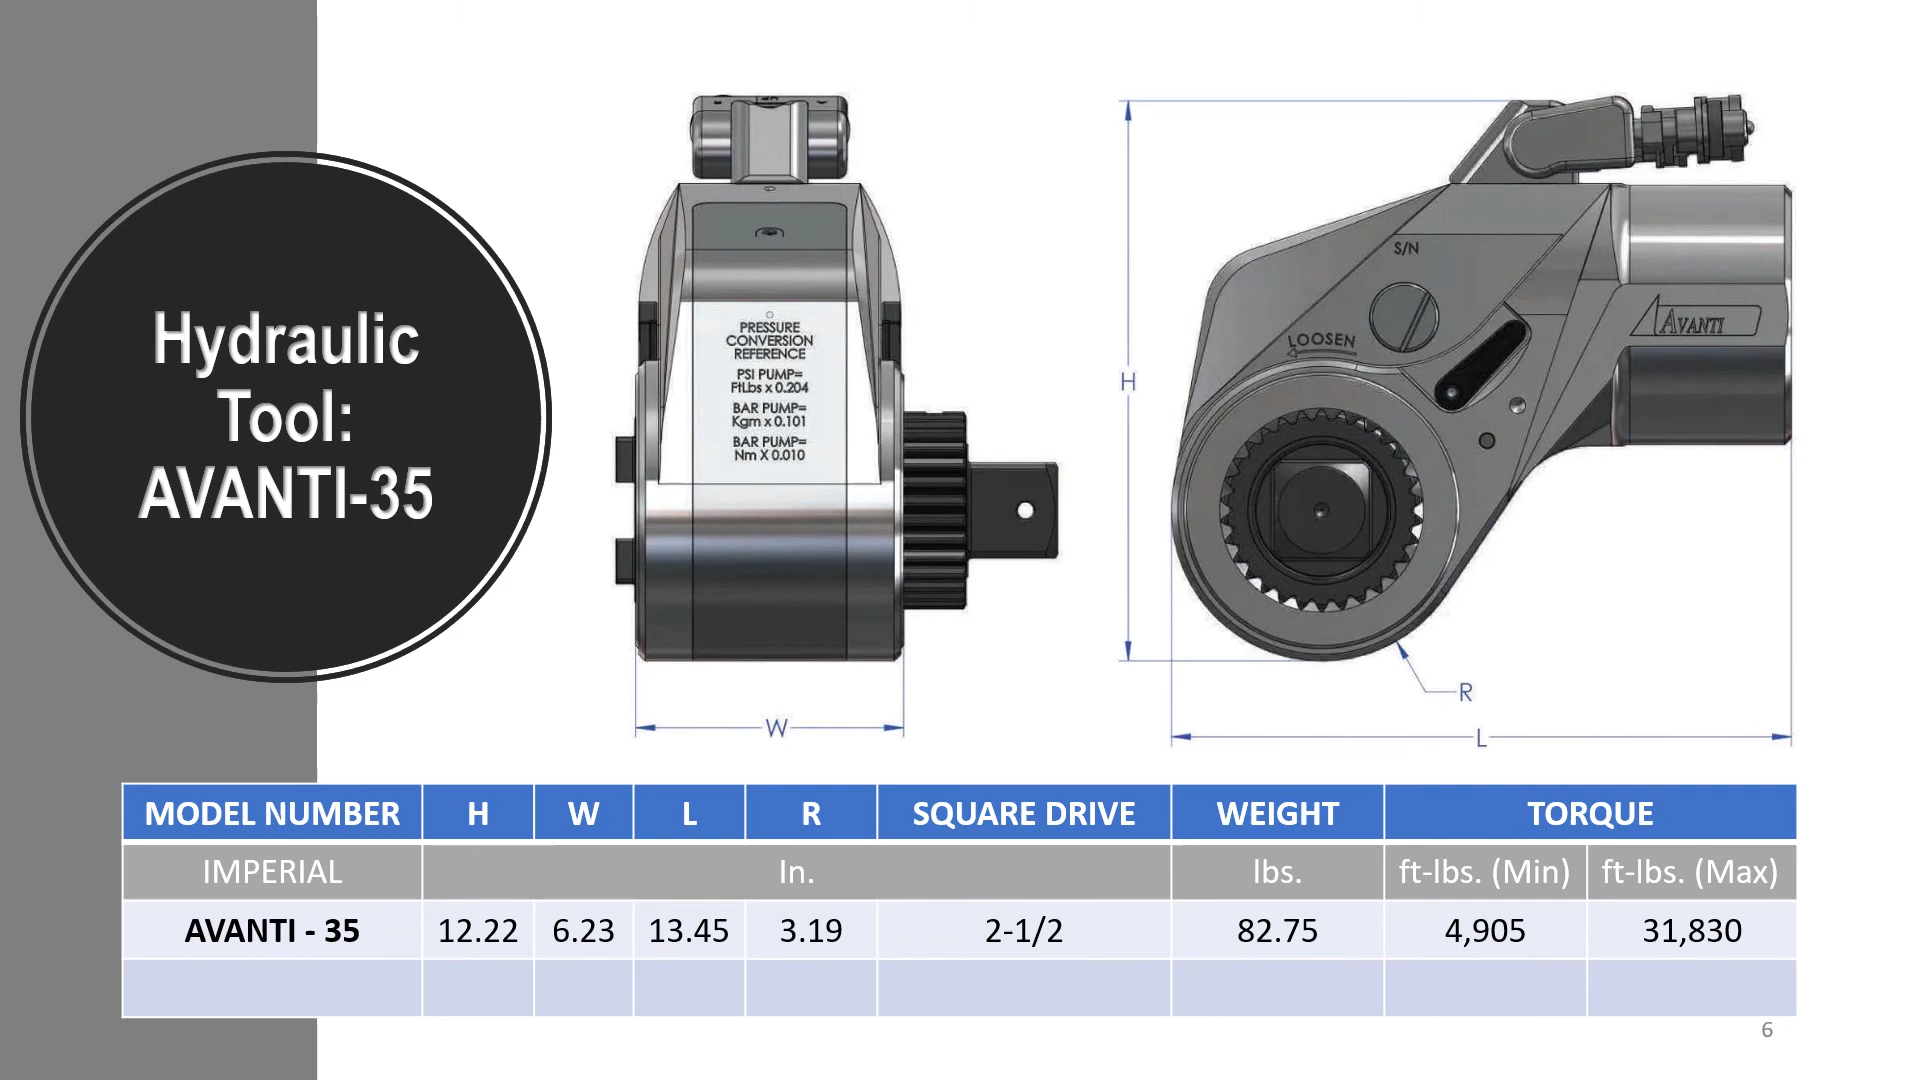 Hydraulic
Tool:
AVANTI-35
PRESSURE
CONVERSION
REFERENCE
PSI PUMP=
FtLbs x 0.204
BAR PUMP=
Kgm x 0.101
BAR PUMP=
Nm X 0.010
W
H
S/N
LOOSEN
AVANTI
R
L
MODEL NUMBER H W L R SQUARE DRIVE WEIGHT TORQUE
IMPERIAL In. lbs. ft-lbs. (Min) ft-lbs. (Max)
AVANTI - 35 12.22 6.23 13.45 3.19 2-1/2 82.75 4,905 31,830
6